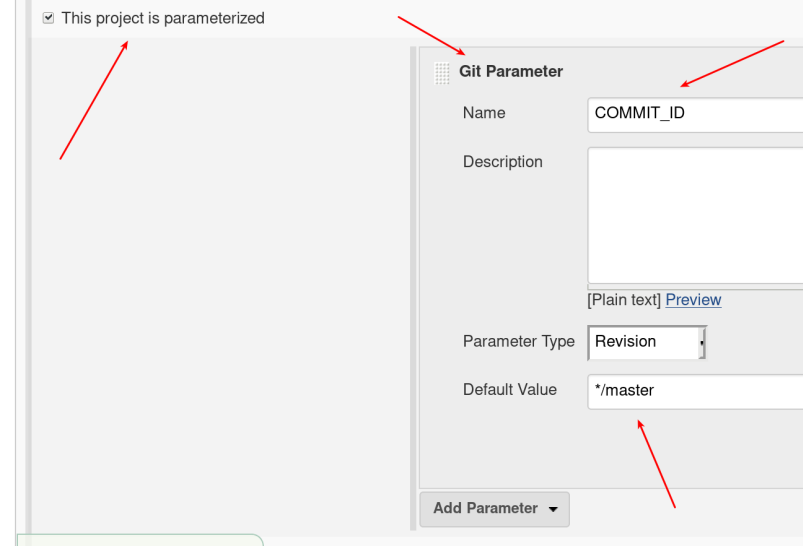 This project is parameterized
Git Parameter
Name
COMMIT_ID
Description
[Plain text] Preview
Parameter Type
Revision
Default Value
*/master
Add Parameter